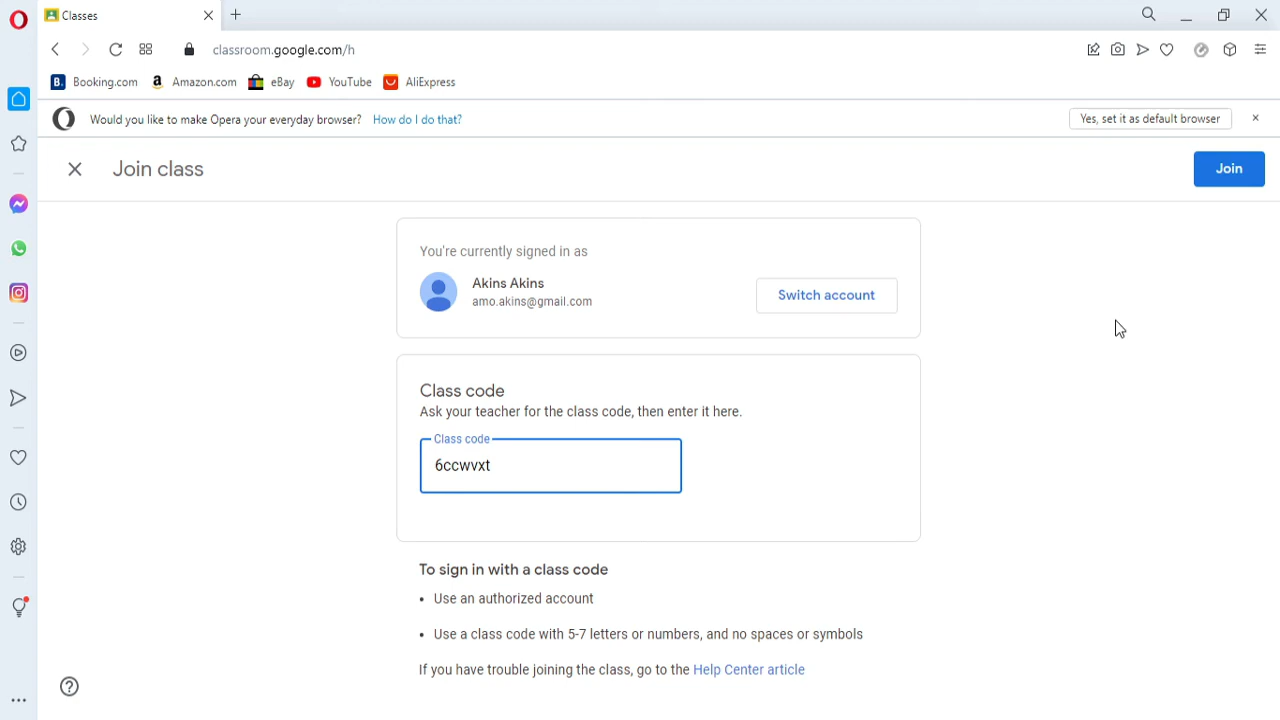 Classes
classroom.google.com/h
B. Booking.com a Amazon.com eBay YouTube AliExpress
Would you like to make Opera your everyday browser? How do I do that? Yes, set it as default browser
Join class
Join
You're currently signed in as
Akins Akins
amo.akins@gmail.com
Switch account
Class code
Ask your teacher for the class code, then enter it here.
Class code
6ccwvxt
To sign in with a class code
• Use an authorized account
• Use a class code with 5-7 letters or numbers, and no spaces or symbols
If you have trouble joining the class, go to the Help Center article